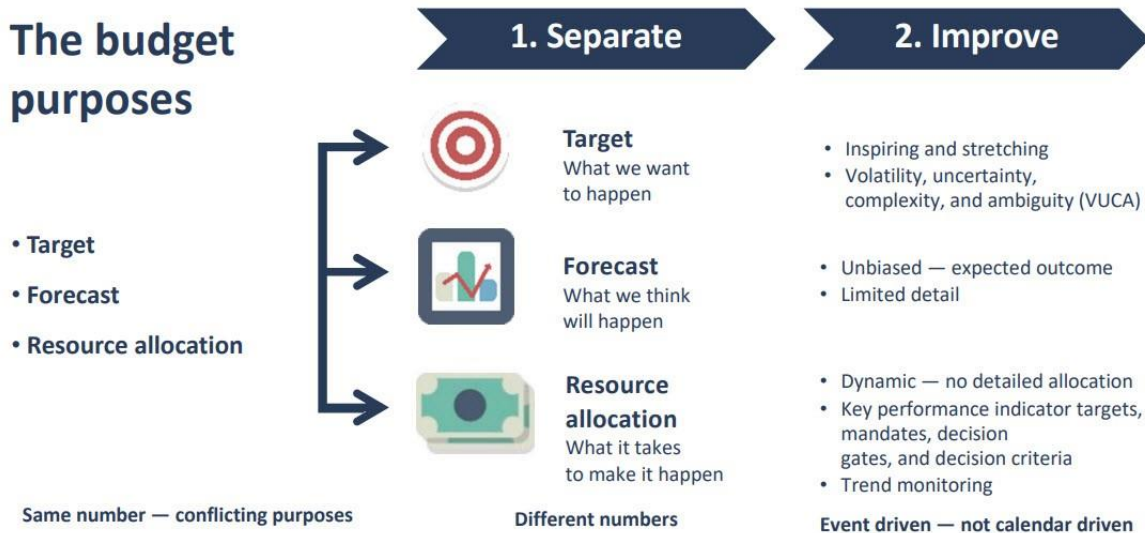 The budget
purposes
• Target
• Forecast
• Resource allocation
Same number — conflicting purposes
1. Separate
Target
What we want
to happen
Forecast
What we think
will happen
Resource
allocation
What it takes
to make it happen
Different numbers
2. Improve
• Inspiring and stretching
• Volatility, uncertainty,
complexity, and ambiguity (VUCA)
• Unbiased — expected outcome
• Limited detail
• Dynamic — no detailed allocation
• Key performance indicator targets,
mandates, decision
gates, and decision criteria
• Trend monitoring
Event driven — not calendar driven